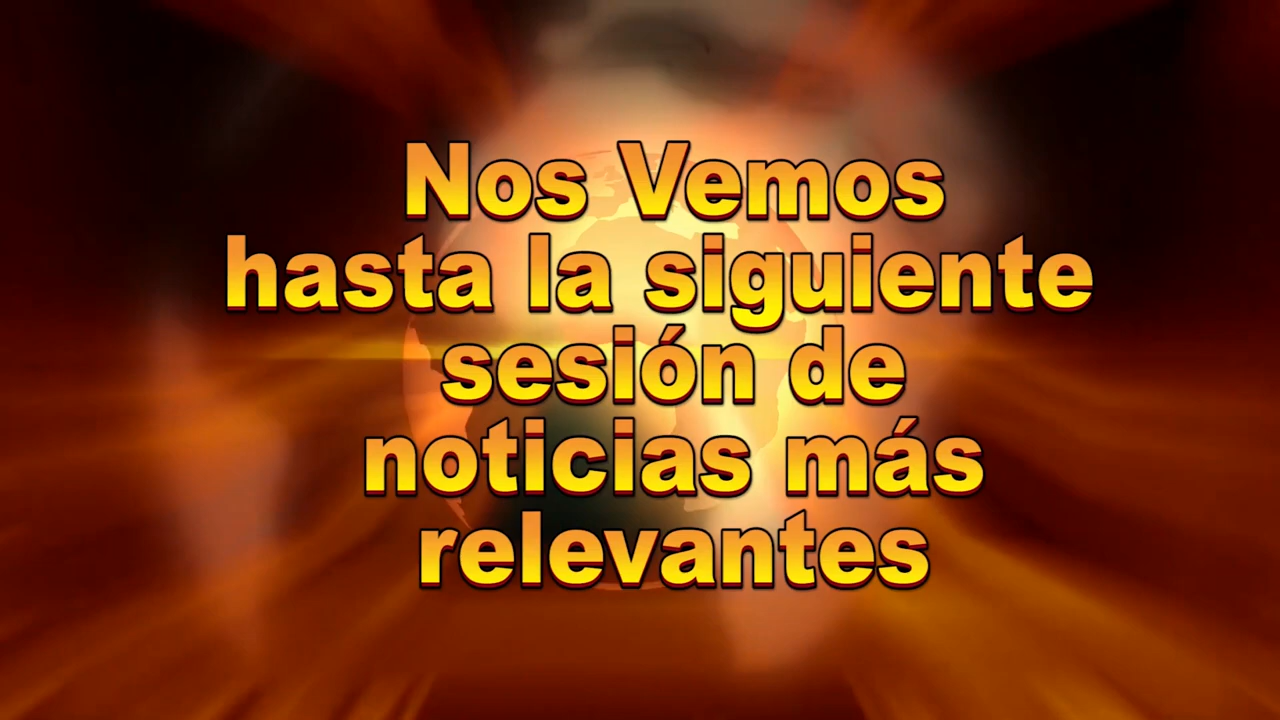 Nos Vemos
hasta la siguiente
sesión de
noticias más
relevantes